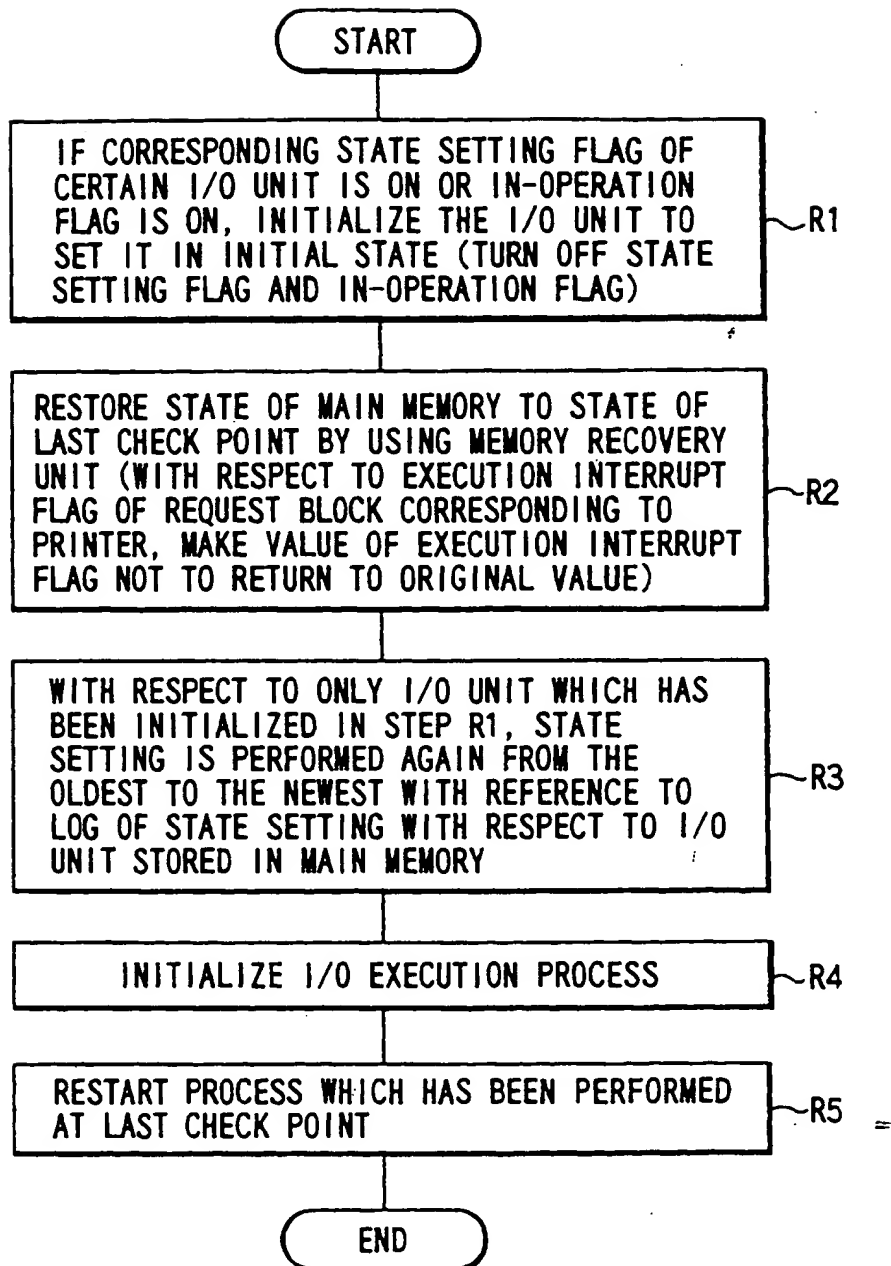 START
IF CORRESPONDING STATE SETTING FLAG OF
CERTAIN I/O UNIT IS ON OR IN-OPERATION
FLAG IS ON, INITIALIZE THE I/O UNIT TO
SET IT IN INITIAL STATE (TURN OFF STATE
SETTING FLAG AND IN-OPERATION FLAG)
R1
RESTORE STATE OF MAIN MEMORY TO STATE OF
LAST CHECK POINT BY USING MEMORY RECOVERY
UNIT (WITH RESPECT TO EXECUTION INTERRUPT
FLAG OF REQUEST BLOCK CORRESPONDING TO
PRINTER, MAKE VALUE OF EXECUTION INTERRUPT
FLAG NOT TO RETURN TO ORIGINAL VALUE)
R2
WITH RESPECT TO ONLY I/O UNIT WHICH HAS
BEEN INITIALIZED IN STEP R1, STATE
SETTING IS PERFORMED AGAIN FROM THE
OLDEST TO THE NEWEST WITH REFERENCE TO
LOG OF STATE SETTING WITH RESPECT TO I/O
UNIT STORED IN MAIN MEMORY
R3
INITIALIZE I/O EXECUTION PROCESS
R4
RESTART PROCESS WHICH HAS BEEN PERFORMED
AT LAST CHECK POINT
R5
END